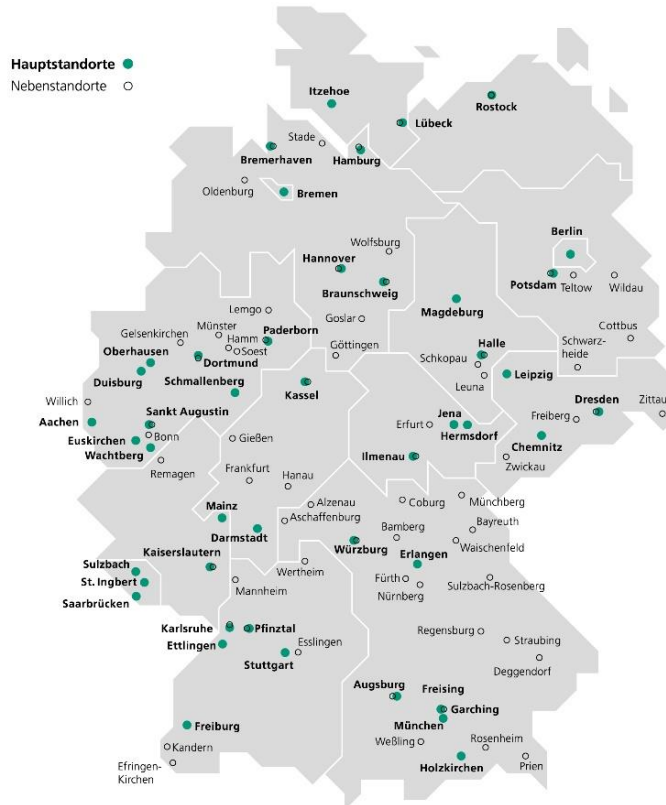 Hauptstandorte
Nebenstandorte
Itzehoe
Rostock
Lübeck
Stade
Bremerhaven
Hamburg
Oldenburg
Bremen
Wolfsburg
Berlin
Hannover
Potsdam
Teltow
Wildau
Braunschweig
Magdeburg
Lemgo
Goslar
Münster
Gelsenkirchen
Hamm
Paderborn
Cottbus
Oberhausen
Soest
Göttingen
Halle
Schwarz-
heide
Dortmund
Schkopau
Duisburg
Schmallenberg
Kassel
Leuna
Leipzig
Willich
Sankt Augustin
Jena
Dresden
Zittau
Aachen
Erfurt
Freiberg
Euskirchen
Bonn
Gießen
Hermsdorf
Chemnitz
Wachtberg
Ilmenau
Remagen
Zwickau
Frankfurt
Hanau
Mainz
Alzenau
Coburg
Münchberg
Aschaffenburg
Bayreuth
Darmstadt
Bamberg
Würzburg
Waischenfeld
Kaiserslautern
Erlangen
Sulzbach
Wertheim
St. Ingbert
Mannheim
Fürth
Sulzbach-Rosenberg
Nürnberg
Saarbrücken
Karlsruhe
Pfinztal
Regensburg
Ettlingen
Esslingen
Straubing
Stuttgart
Deggendorf
Augsburg
Freising
Garching
Freiburg
München
Weßling
Rosenheim
Kandern
Holzkirchen
Prien
Efringen-
Kirchen